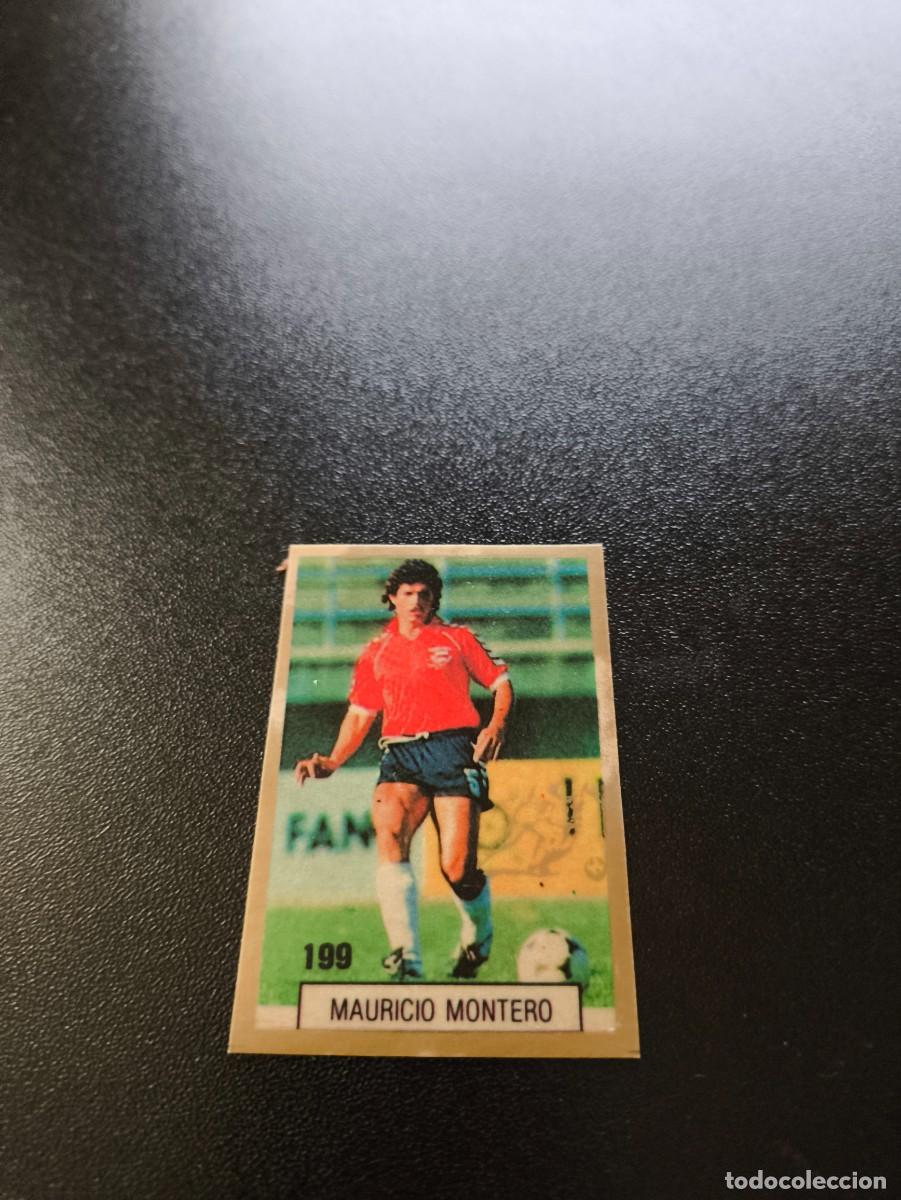 FAN
199
MAURICIO MONTERO
todocoleccion